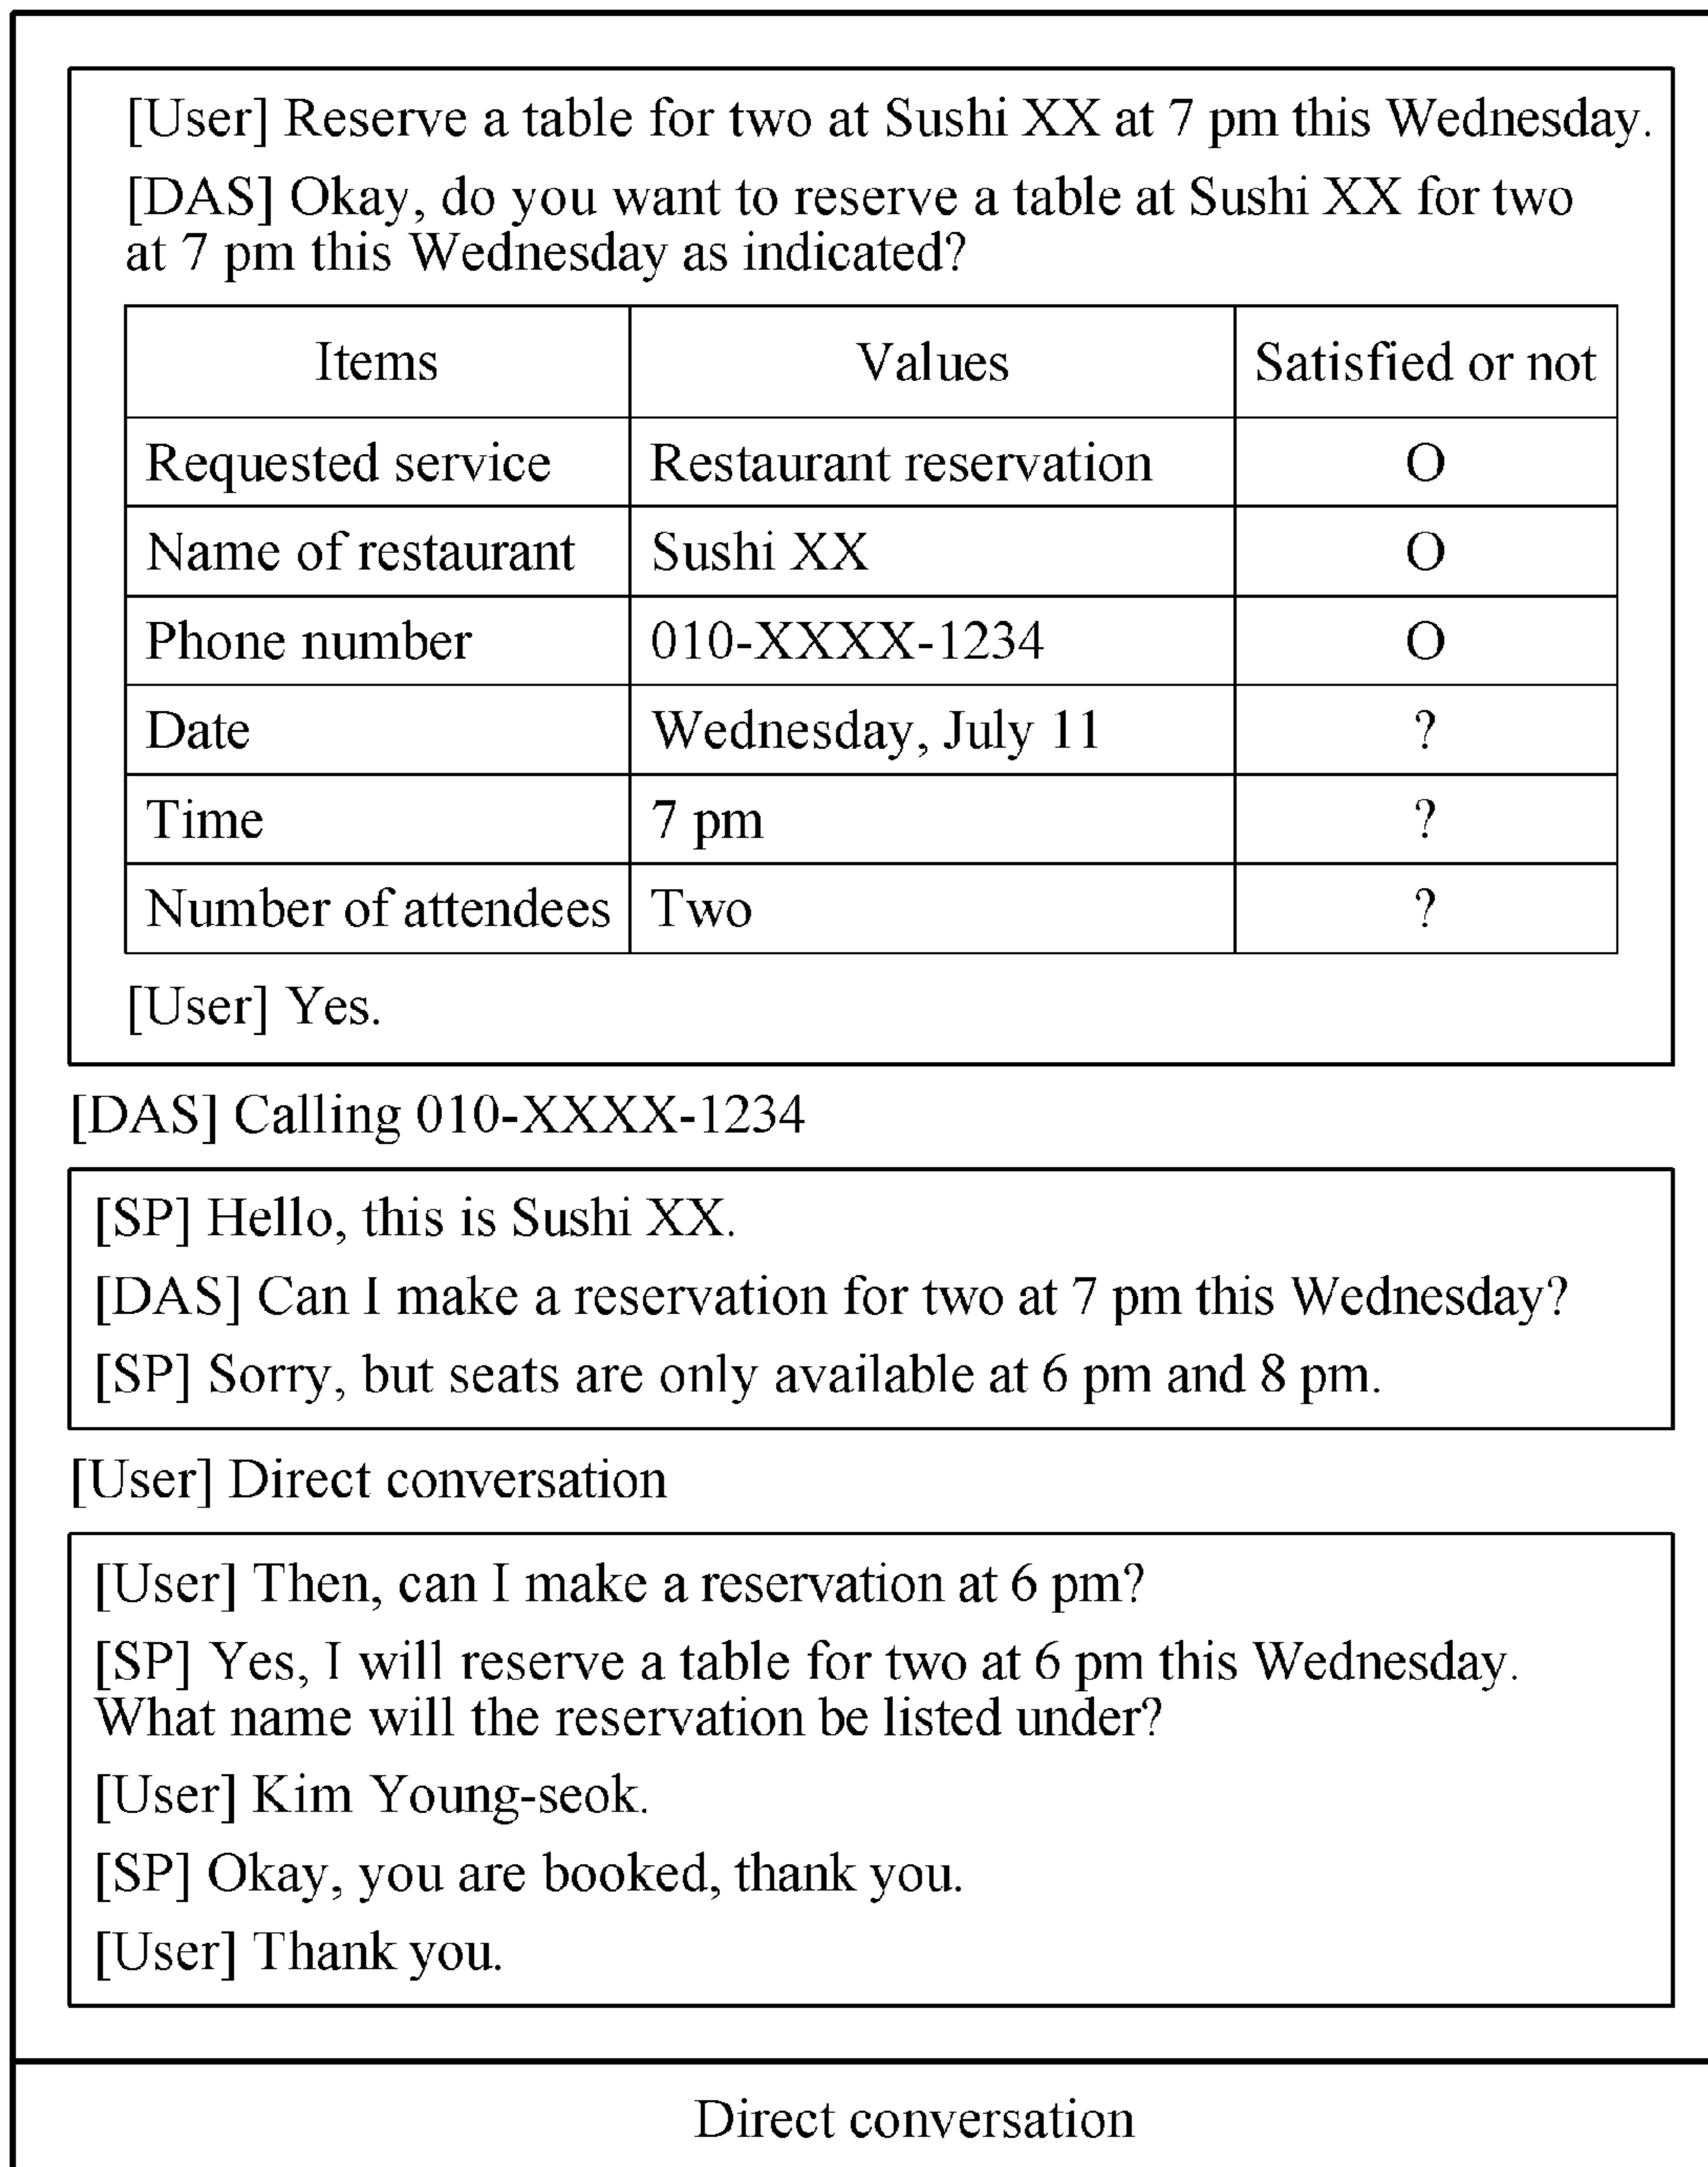 [User] Reserve a table for two at Sushi XX at 7 pm this Wednesday.
[DAS] Okay, do you want to reserve a table at Sushi XX for two
at 7 pm this Wednesday as indicated?
Items Values Satisfied or not
Requested service Restaurant reservation O
Name of restaurant Sushi XX O
Phone number 010-XXXX-1234 O
Date Wednesday, July 11 ?
Time 7 pm ?
Number of attendees Two ?
[User] Yes.
[DAS] Calling 010-XXXX-1234
[SP] Hello, this is Sushi XX.
[DAS] Can I make a reservation for two at 7 pm this Wednesday?
[SP] Sorry, but seats are only available at 6 pm and 8 pm.
[User] Direct conversation
[User] Then, can I make a reservation at 6 pm?
[SP] Yes, I will reserve a table for two at 6 pm this Wednesday.
What name will the reservation be listed under?
[User] Kim Young-seok.
[SP] Okay, you are booked, thank you.
[User] Thank you.
Direct conversation